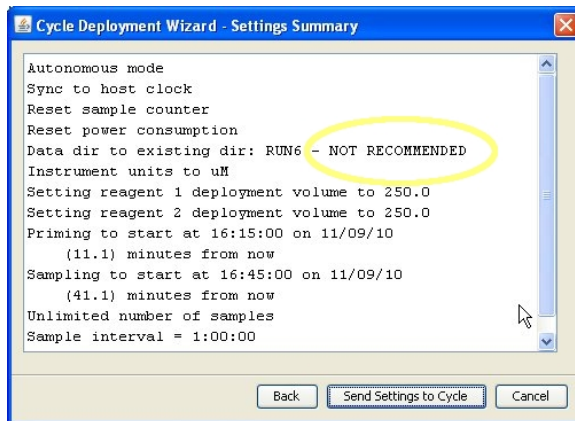 Cycle Deployment Wizard - Settings Summary
Autonomous mode
Sync to host clock
Reset sample counter
Reset power consumption
Data dir to existing dir: RUN6 - NOT RECOMMENDED
Instrument units to uM
Setting reagent 1 deployment volume to 250.0
Setting reagent 2 deployment volume to 250.0
Priming to start at 16:15:00 on 11/09/10
(11.1) minutes from now
Sampling to start at 16:45:00 on 11/09/10
(41.1) minutes from now
Unlimited number of samples
Sample interval = 1:00:00
Back Send Settings to Cycle Cancel